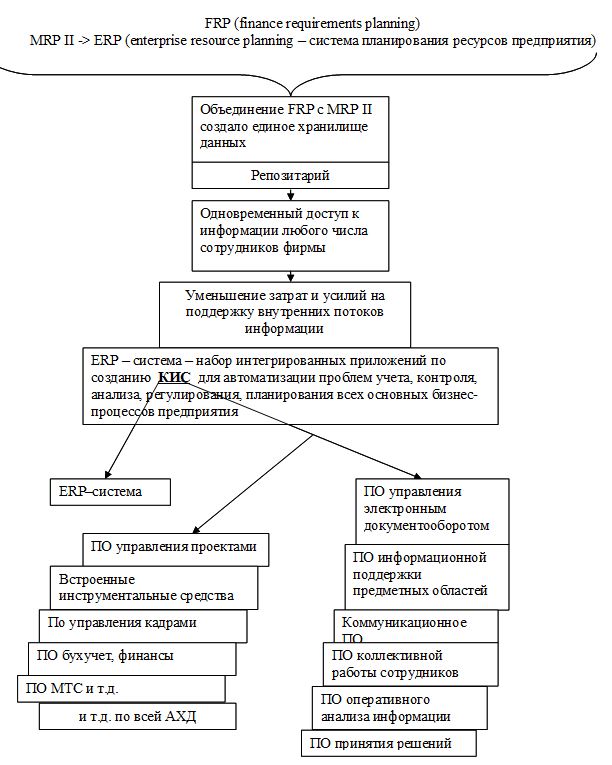 FRP (finance requirements planning)
MRP II -> ERP (enterprise resource planning – система планирования ресурсов предприятия)
Объединение FRP с MRP II
создало единое хранилище
данных
Репозитарий
Одновременный доступ к
информации любого числа
сотрудников фирмы
Уменьшение затрат и усилий на
поддержку внутренних потоков
информации
ERP – система – набор интегрированных приложений по
созданию КИС для автоматизации проблем учета, контроля,
анализа, регулирования, планирования всех основных бизнес-
процессов предприятия
ERP–система
ПО управления проектами
Встроенные
инструментальные средства
По управления кадрами
ПО бухучет, финансы
ПО МТС и т.д.
и т.д. по всей АХД
ПО управления
электронным
документооборотом
ПО информационной
поддержки
предметных областей
Коммуникационное
ПО
ПО коллективной
работы сотрудников
ПО оперативного
анализа информации
ПО принятия решений